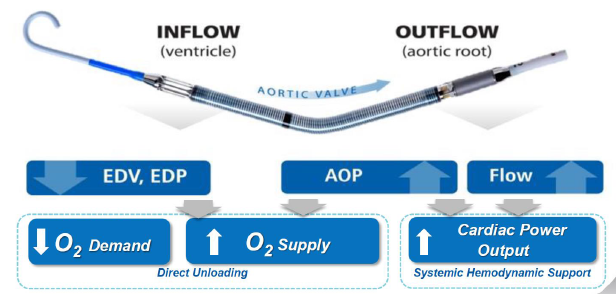 INFLOW
(ventricle)
OUTFLOW
(aortic root)
AORTIC VALVE
EDV, EDP
AOP
Flow
O2 Demand
O2 Supply
Cardiac Power
Output
Direct Unloading
Systemic Hemodynamic Support